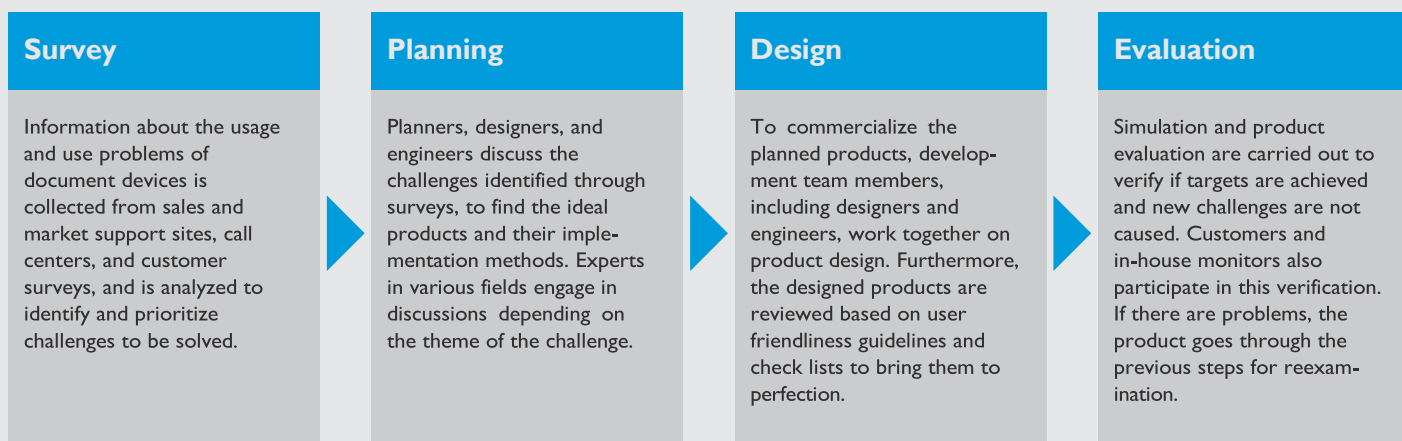 Survey
Information about the usage
and use problems of
document devices is
collected from sales and
market support sites, call
centers, and customer
surveys, and is analyzed to
identify and prioritize
challenges to be solved.
Planning
Planners, designers, and
engineers discuss the
challenges identified through
surveys, to find the ideal
products and their imple-
mentation methods. Experts
in various fields engage in
discussions depending on
the theme of the challenge.
Design
To commercialize the
planned products, develop-
ment team members,
including designers and
engineers, work together on
product design. Furthermore,
the designed products are
reviewed based on user
friendliness guidelines and
check lists to bring them to
perfection.
Evaluation
Simulation and product
evaluation are carried out to
verify if targets are achieved
and new challenges are not
caused. Customers and
in-house monitors also
participate in this verification.
If there are problems, the
product goes through the
previous steps for reexam-
ination.